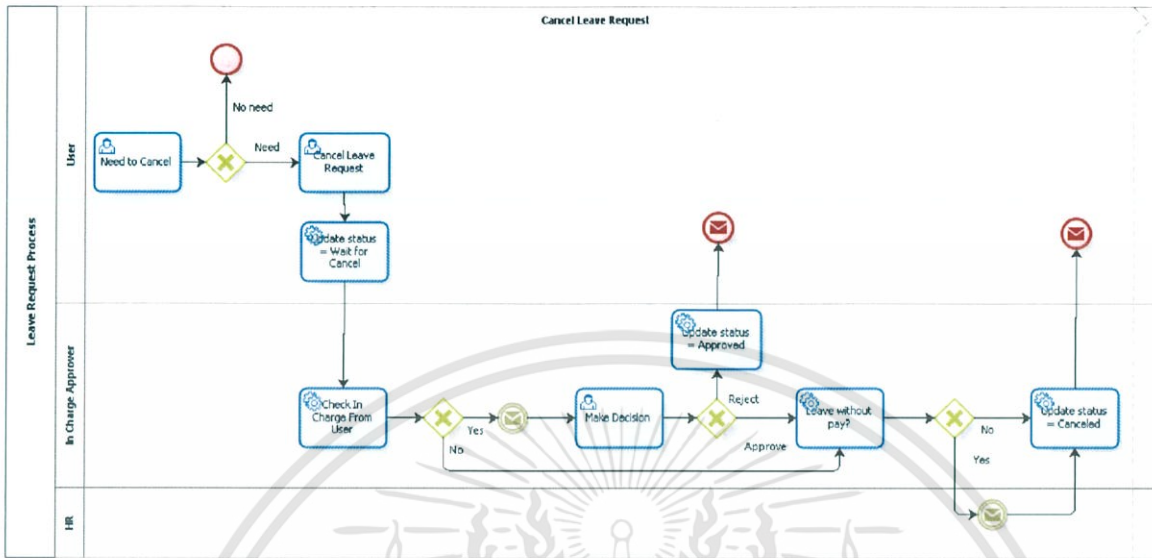 Cancel Leave Request
Leave Request Process
User
In Charge Approver
HR
No need
Need to Cancel
Need
Cancel Leave
Request
Update status
= Wait for
Cancel
Update status
= Approved
Check In
Charge From
User
Yes
No
Make Decision
Reject
Approve
Leave without
pay?
No
Yes
Update status
= Canceled